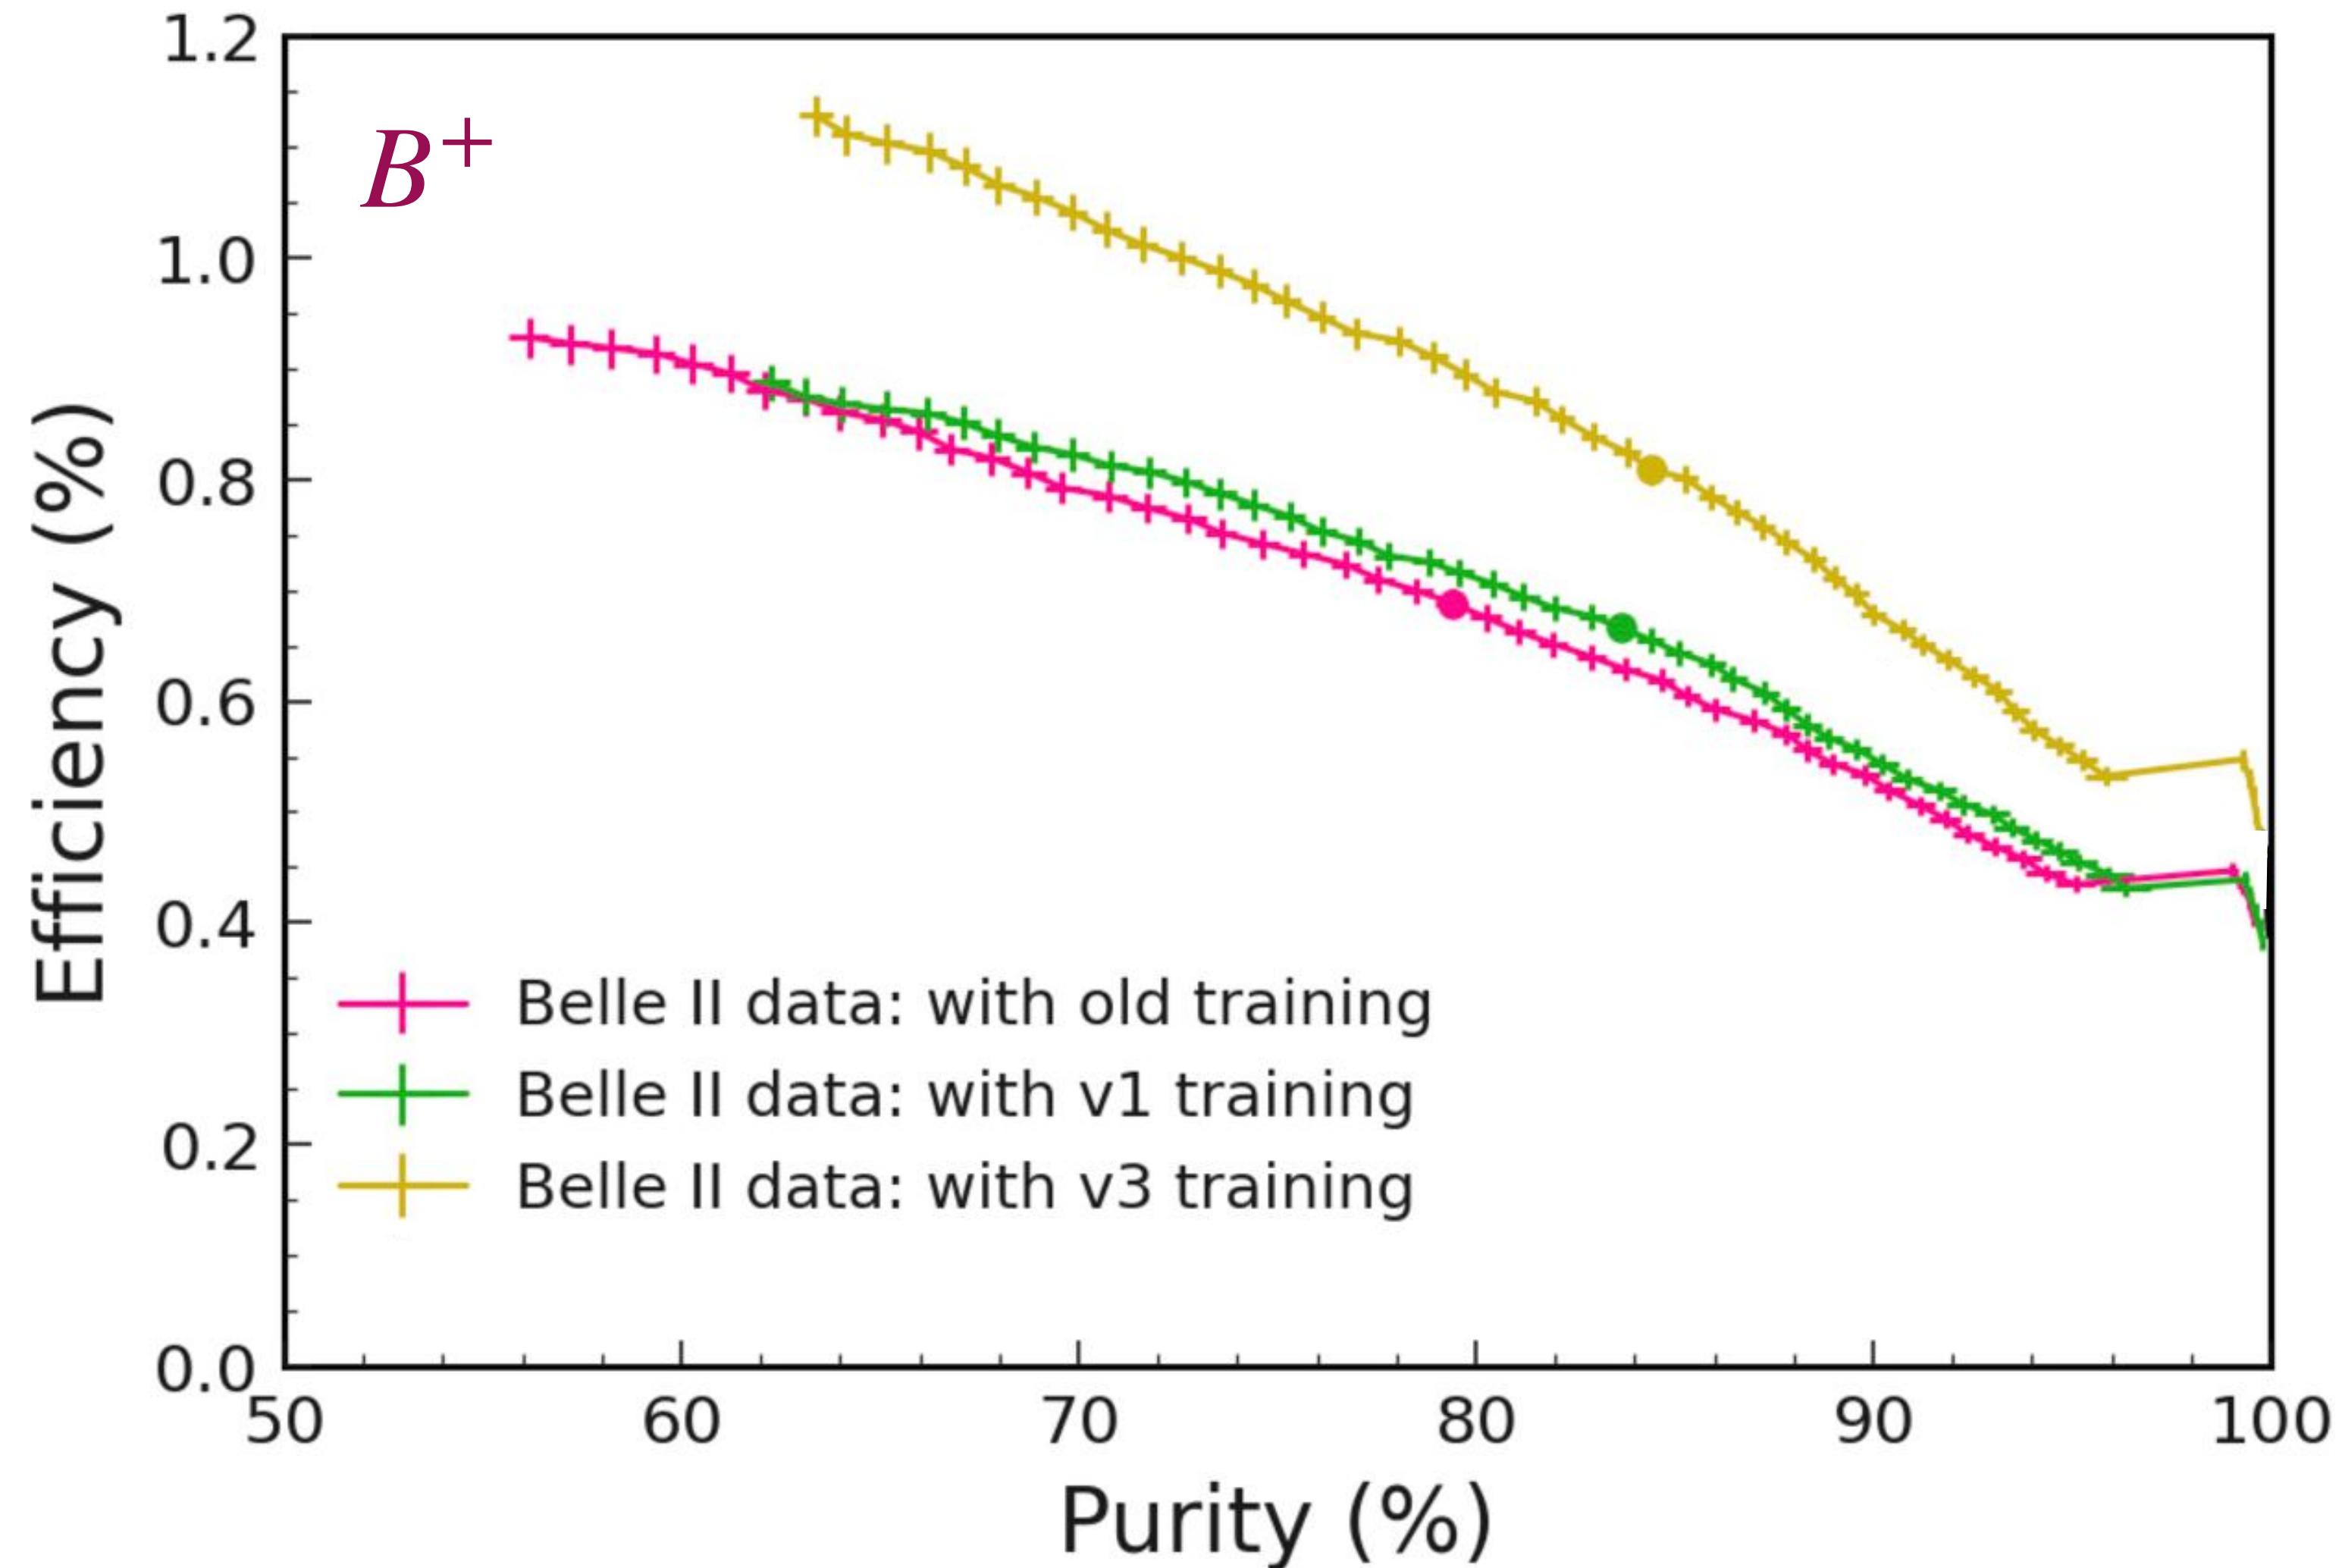 B+
1.2
1.0
0.8
0.6
0.4
0.2
0.0
Efficiency (%)
Belle II data: with old training
Belle II data: with v1 training
Belle II data: with v3 training
50 60 70 80 90 100
Purity (%)